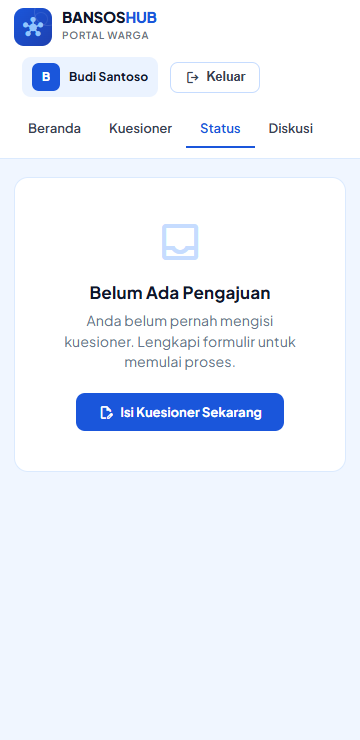 BANSOSHUB
PORTAL WARGA
B Budi Santoso Keluar
Beranda Kuesioner Status Diskusi
Belum Ada Pengajuan
Anda belum pernah mengisi
kuesioner. Lengkapi formulir untuk
memulai proses.
Isi Kuesioner Sekarang